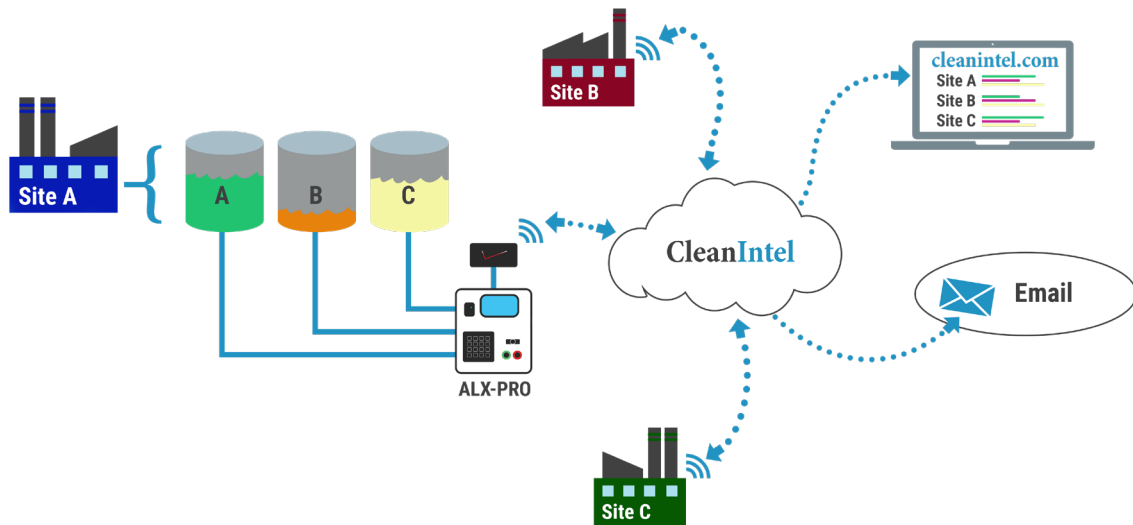 Site A
A
B
C
ALX-PRO
Site B
CleanIntel
Site C
cleanintel.com
Site A
Site B
Site C
Email